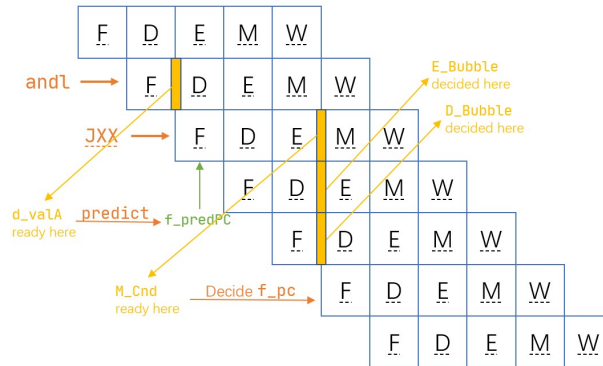 F D E M W
andl F D E M W
E_Bubble
decided here
D_Bubble
decided here
JXX F D E M W
F D E M W
d_valA
ready here
predict
f_predPC
F D E M W
M_Cnd
ready here
Decide f_pc
F D E M W
F D E M W